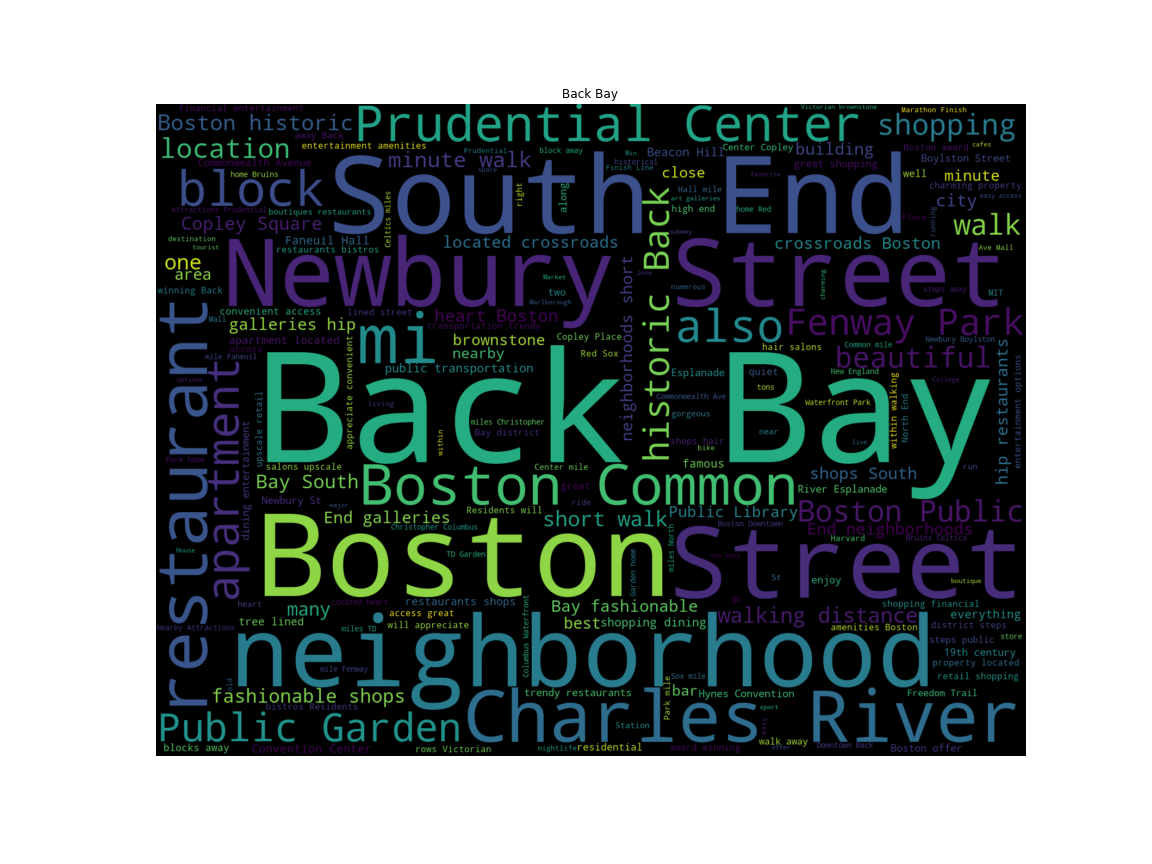 Back Bay
financial entertainment
Victorian brownstone
Marathon Finish
Boston historic
Prudential Center
shopping
away Back
location
entertainment amenities
Prudential
block away
Min
Beacon Hill
Center Copley
building
Boston award
cafes
Commonwealth Avenue
minute walk
historical
Finish Line
great shopping
Boylston Street
home Bruins
space
close
well
minute
block
South End
right
along
Hall mile
art galleries
favorite
charming property
easy access
city
Attractions Prudential
boutiques restaurants
Celtics miles
high end
home Red
Place
running
walk
Copley Square
subway
destination
tourist
Faneuil Hall
restaurants bistros
located crossroads
historic Back
crossroads Boston
Ave Mall
one
area
Newbury Street
neighborhoods short
love
Market
two
Marlborough
numerous
charming
steps away
MIT
winning Back
convenient access
lined street
heart Boston
transportation trendy
also
Fenway Park
Mall
galleries hip
mi
brownstone
Copley Place
Newbury Boylston
apartment located
across
nearby
Red Sox
hair salons
Common mile
beautiful
mile Faneuil
public transportation
Esplanade
quiet
New England
College
restaurant
apartment
options
appreciate convenient
Back Bay
living
Commonwealth Ave
tons
Waterfront Park
within walking
North End
hip restaurants
entertainment options
upscale retail
miles Christopher
Bay district
within
gorgeous
near
shops hair
bike
live
Park home
dining entertainment
salons upscale
Center mile
famous
run
Bay South
Boston Common
great
shops South
River Esplanade
Newbury St
major
Residents will
ride
Public Library
Boston Public
End galleries
Christopher Columbus
short walk
Boston Downtown
End neighborhoods
Harvard
Bruins Celtics
Boston
TD Garden
Garden home
miles North
Street
House
St
enjoy
boutique
heart
Located heart
restaurants shops
Bay fashionable
go
shopping financial
many
access great
walking distance
everything
Nearby Attractions
tree lined
miles TD
will appreciate
Columbus Waterfront
best
shopping dining
amenities Boston
district steps
store
neighborhood
steps public
19th century
property located
mile Fenway
Sox mile
retail shopping
old
fashionable shops
trendy restaurants
Park mile
bar
Hynes Convention
Freedom Trail
bistros Residents
sport
Public Garden
Charles River
Station
easy
blocks away
Convention Center
rows Victorian
nightlife
residential
award winning
walk away
offer
Downtown Back
Boston offer